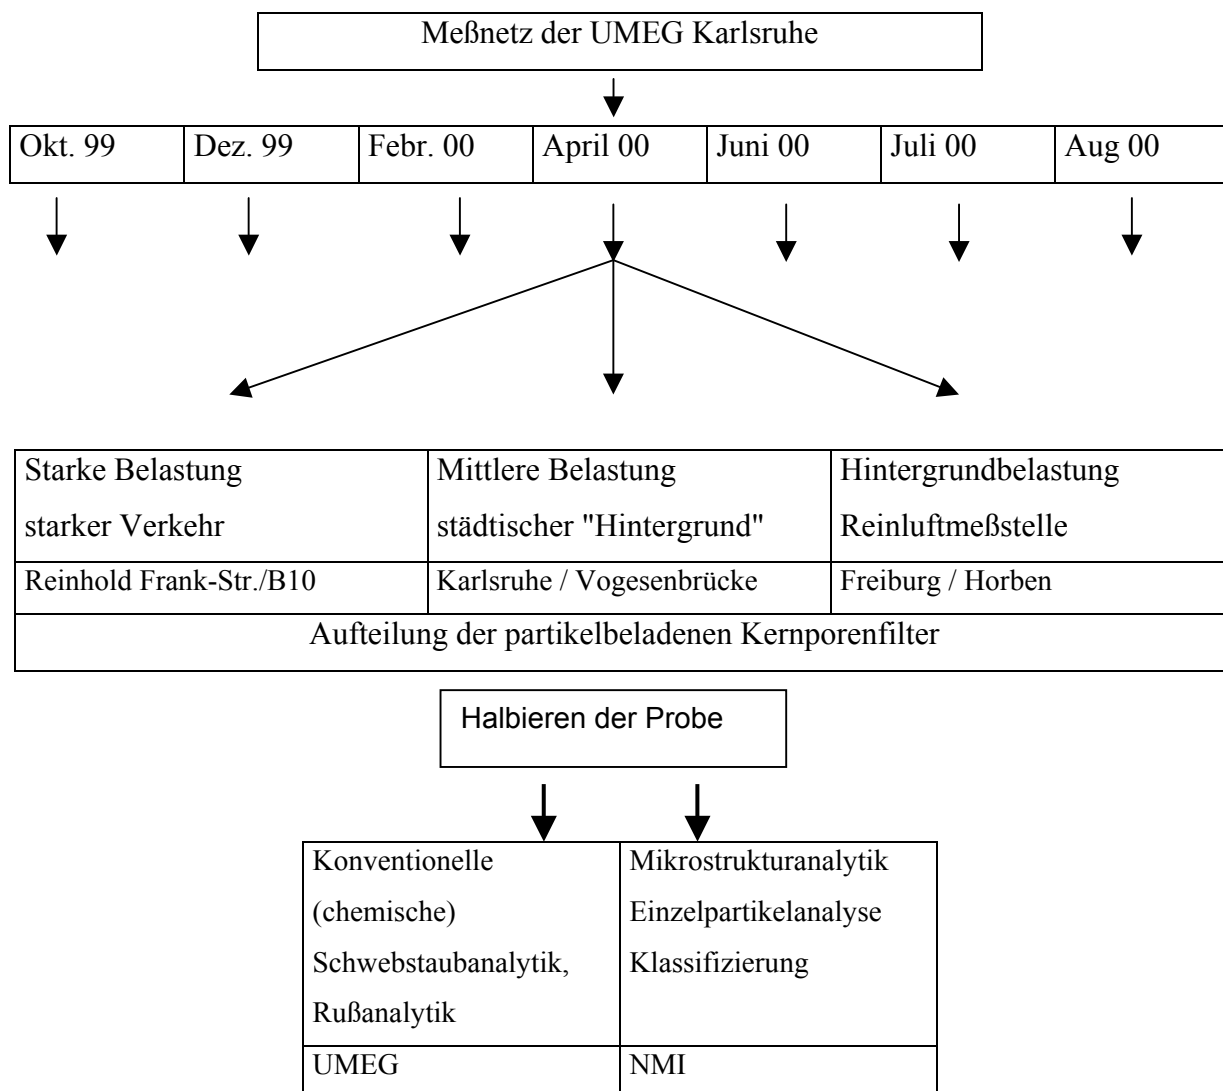 Meßnetz der UMEG Karlsruhe
Okt. 99 Dez. 99 Febr. 00 April 00 Juni 00 Juli 00 Aug 00
Starke Belastung
starker Verkehr
Mittlere Belastung
städtischer "Hintergrund"
Hintergrundbelastung
Reinluftmeßstelle
Reinhold Frank-Str./B10
Karlsruhe / Vogesenbrücke
Freiburg / Horben
Aufteilung der partikelbeladenen Kernporenfilter
Halbieren der Probe
Konventionelle
(chemische)
Schwebstaubanalytik,
Rußanalytik
Mikrostrukturanalytik
Einzelpartikelanalyse
Klassifizierung
UMEG
NMI